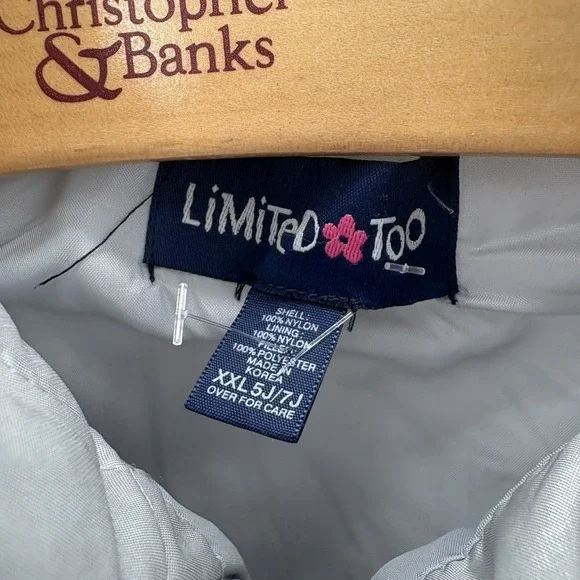 Christopher
& Banks
LiMiTeD TOO
SHELL:
100% NYLON
LINING:
100% NYLON
FILLER:
100% POLYESTER
MADE IN
KOREA
XXL 5J/7J
OVER FOR CARE